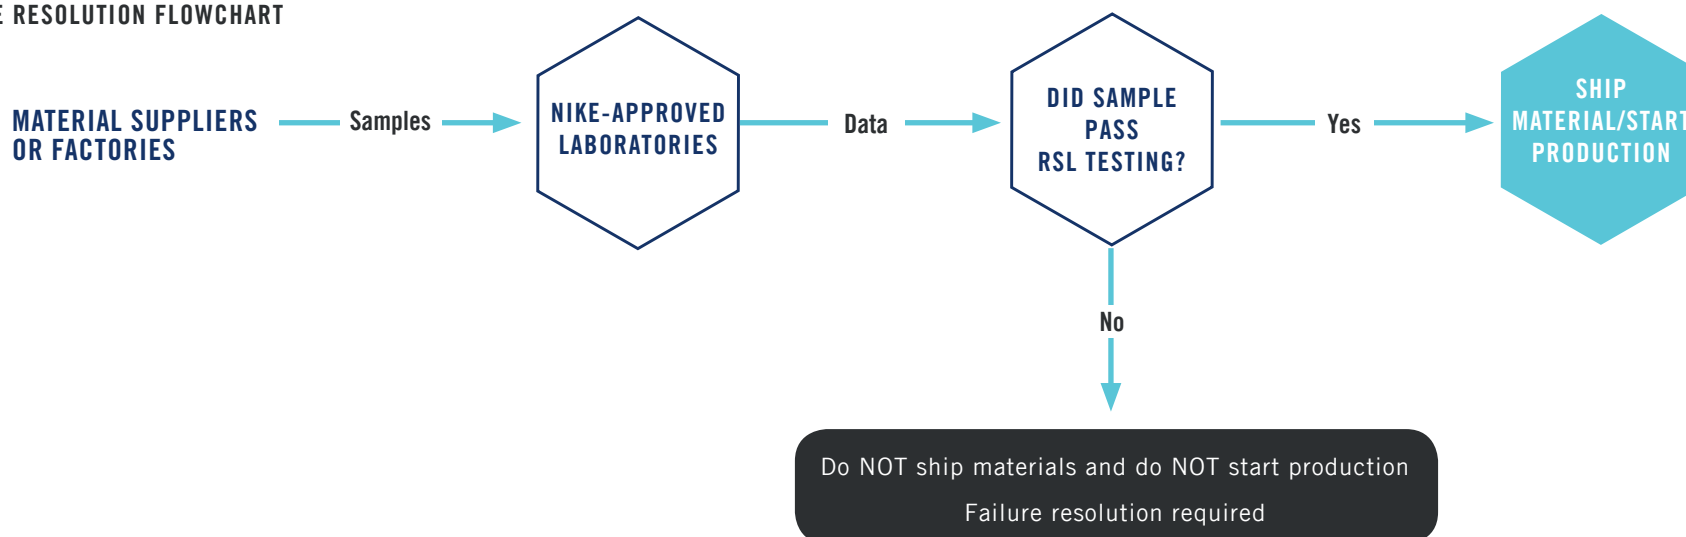 E RESOLUTION FLOWCHART
MATERIAL SUPPLIERS
OR FACTORIES
Samples
NIKE-APPROVED
LABORATORIES
Data
DID SAMPLE
PASS
RSL TESTING?
Yes
SHIP
MATERIAL/START
PRODUCTION
No
Do NOT ship materials and do NOT start production
Failure resolution required